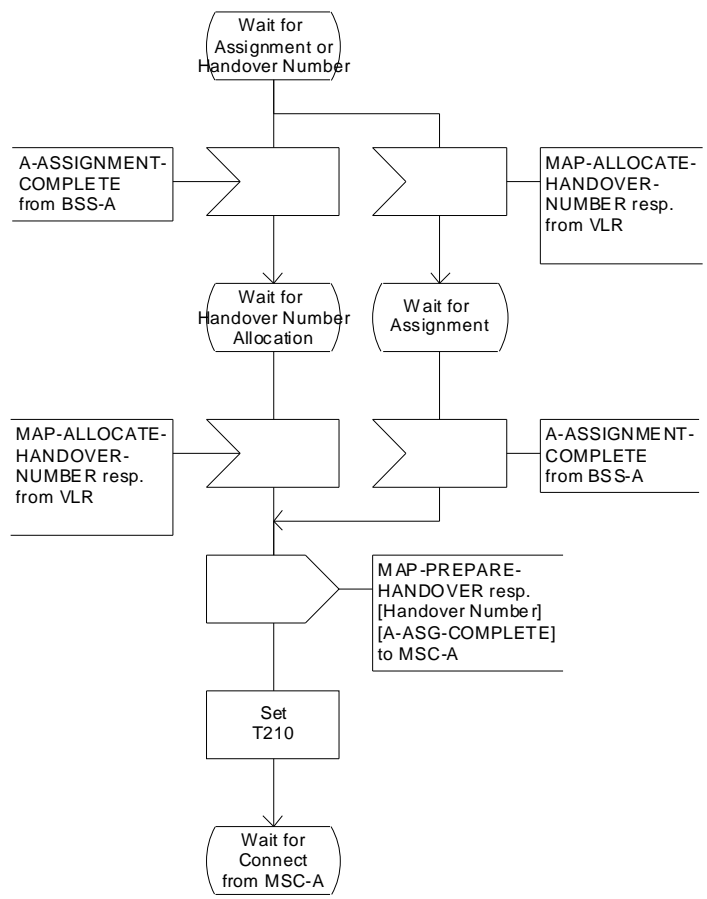 Wait for
Assignment or
Handover Number
A-ASSIGNMENT-
COMPLETE
from BSS-A
MAP-ALLOCATE-
HANDOVER-
NUMBER resp.
from VLR
Wait for
Handover Number
Allocation
Wait for
Assignment
MAP-ALLOCATE-
HANDOVER-
NUMBER resp.
from VLR
A-ASSIGNMENT-
COMPLETE
from BSS-A
MAP-PREPARE-
HANDOVER resp.
[Handover Number]
[A-ASG-COMPLETE]
to MSC-A
Set
T210
Wait for
Connect
from MSC-A